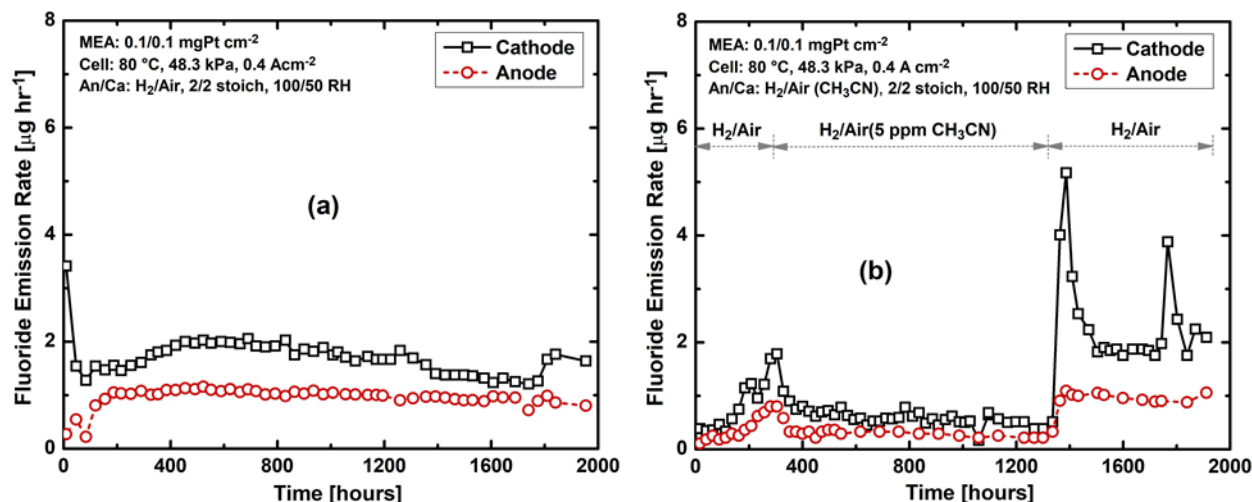 MEA: 0.1/0.1 mgPt cm-2
Cell: 80 °C, 48.3 kPa, 0.4 Acm-2
An/Ca: H2/Air, 2/2 stoich, 100/50 RH
Cathode
Anode
(a)
Fluoride Emission Rate [μg hr-1]
8
6
4
2
0
0
400
800
1200
1600
2000
Time [hours]
MEA: 0.1/0.1 mgPt cm-2
Cell: 80 °C, 48.3 kPa, 0.4 A cm-2
An/Ca: H2/Air (CH3CN), 2/2 stoich, 100/50 RH
Cathode
Anode
H2/Air
H2/Air(5 ppm CH3CN)
H2/Air
(b)
Fluoride Emission Rate [μg hr-1]
8
6
4
2
0
0
400
800
1200
1600
2000
Time [hours]